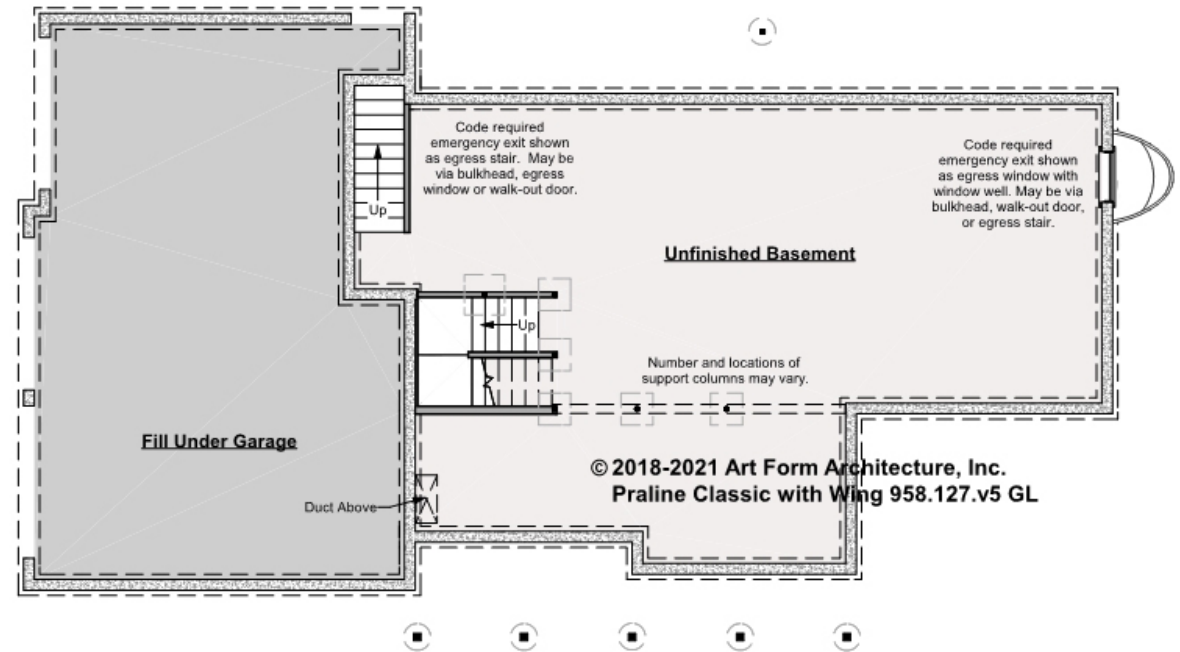 Code required
emergency exit shown
as egress stair. May be
via bulkhead, egress
window or walk-out door.
Up
Code required
emergency exit shown
as egress window with
window well. May be via
bulkhead, walk-out door,
or egress stair.
Unfinished Basement
Up
Number and locations of
support columns may vary.
Fill Under Garage
© 2018-2021 Art Form Architecture, Inc.
Praline Classic with Wing 958.127.v5 GL
Duct Above